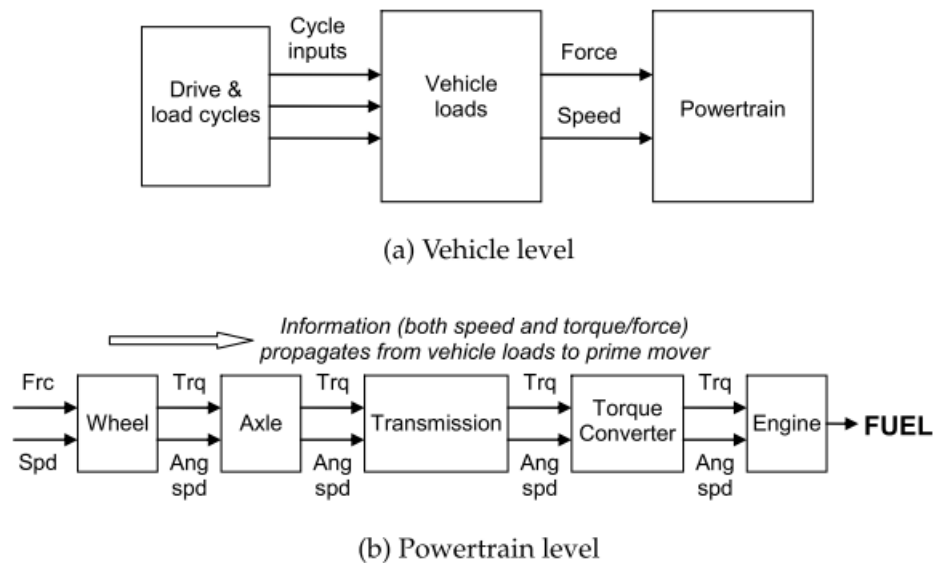 Cycle
inputs
Drive &
load cycles
Vehicle
loads
Force
Speed
Powertrain
(a) Vehicle level
Information (both speed and torque/force)
propagates from vehicle loads to prime mover
Frc
Spd
Wheel
Trq
Ang
spd
Axle
Trq
Ang
spd
Transmission
Trq
Ang
spd
Torque
Converter
Trq
Ang
spd
Engine
FUEL
(b) Powertrain level